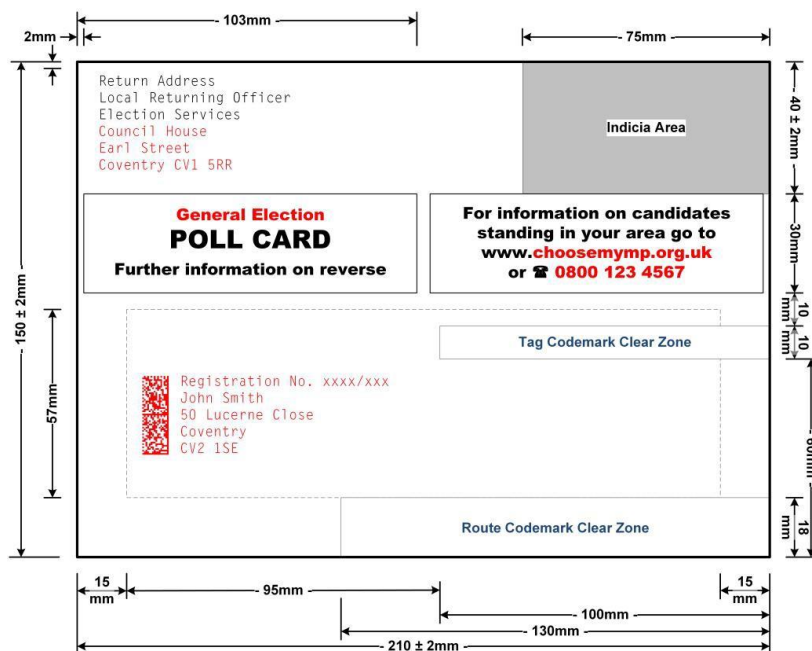 - 103mm -
2mm
- 75mm -
Return Address
Local Returning Officer
Election Services
Council House
Earl Street
Coventry CV1 5RR
Indicia Area
- 40 ± 2mm -
General Election
POLL CARD
Further information on reverse
For information on candidates
standing in your area go to
www.choosemymp.org.uk
or ☎ 0800 123 4567
30mm
- 150 ± 2mm -
10
mm
Tag Codemark Clear Zone
10
mm
57mm
Registration No. xxxx/xxx
John Smith
50 Lucerne Close
Coventry
CV2 1SE
Route Codemark Clear Zone
18
mm
15
mm
- 95mm -
15
mm
- 100mm -
- 130mm -
- 210 ± 2mm -